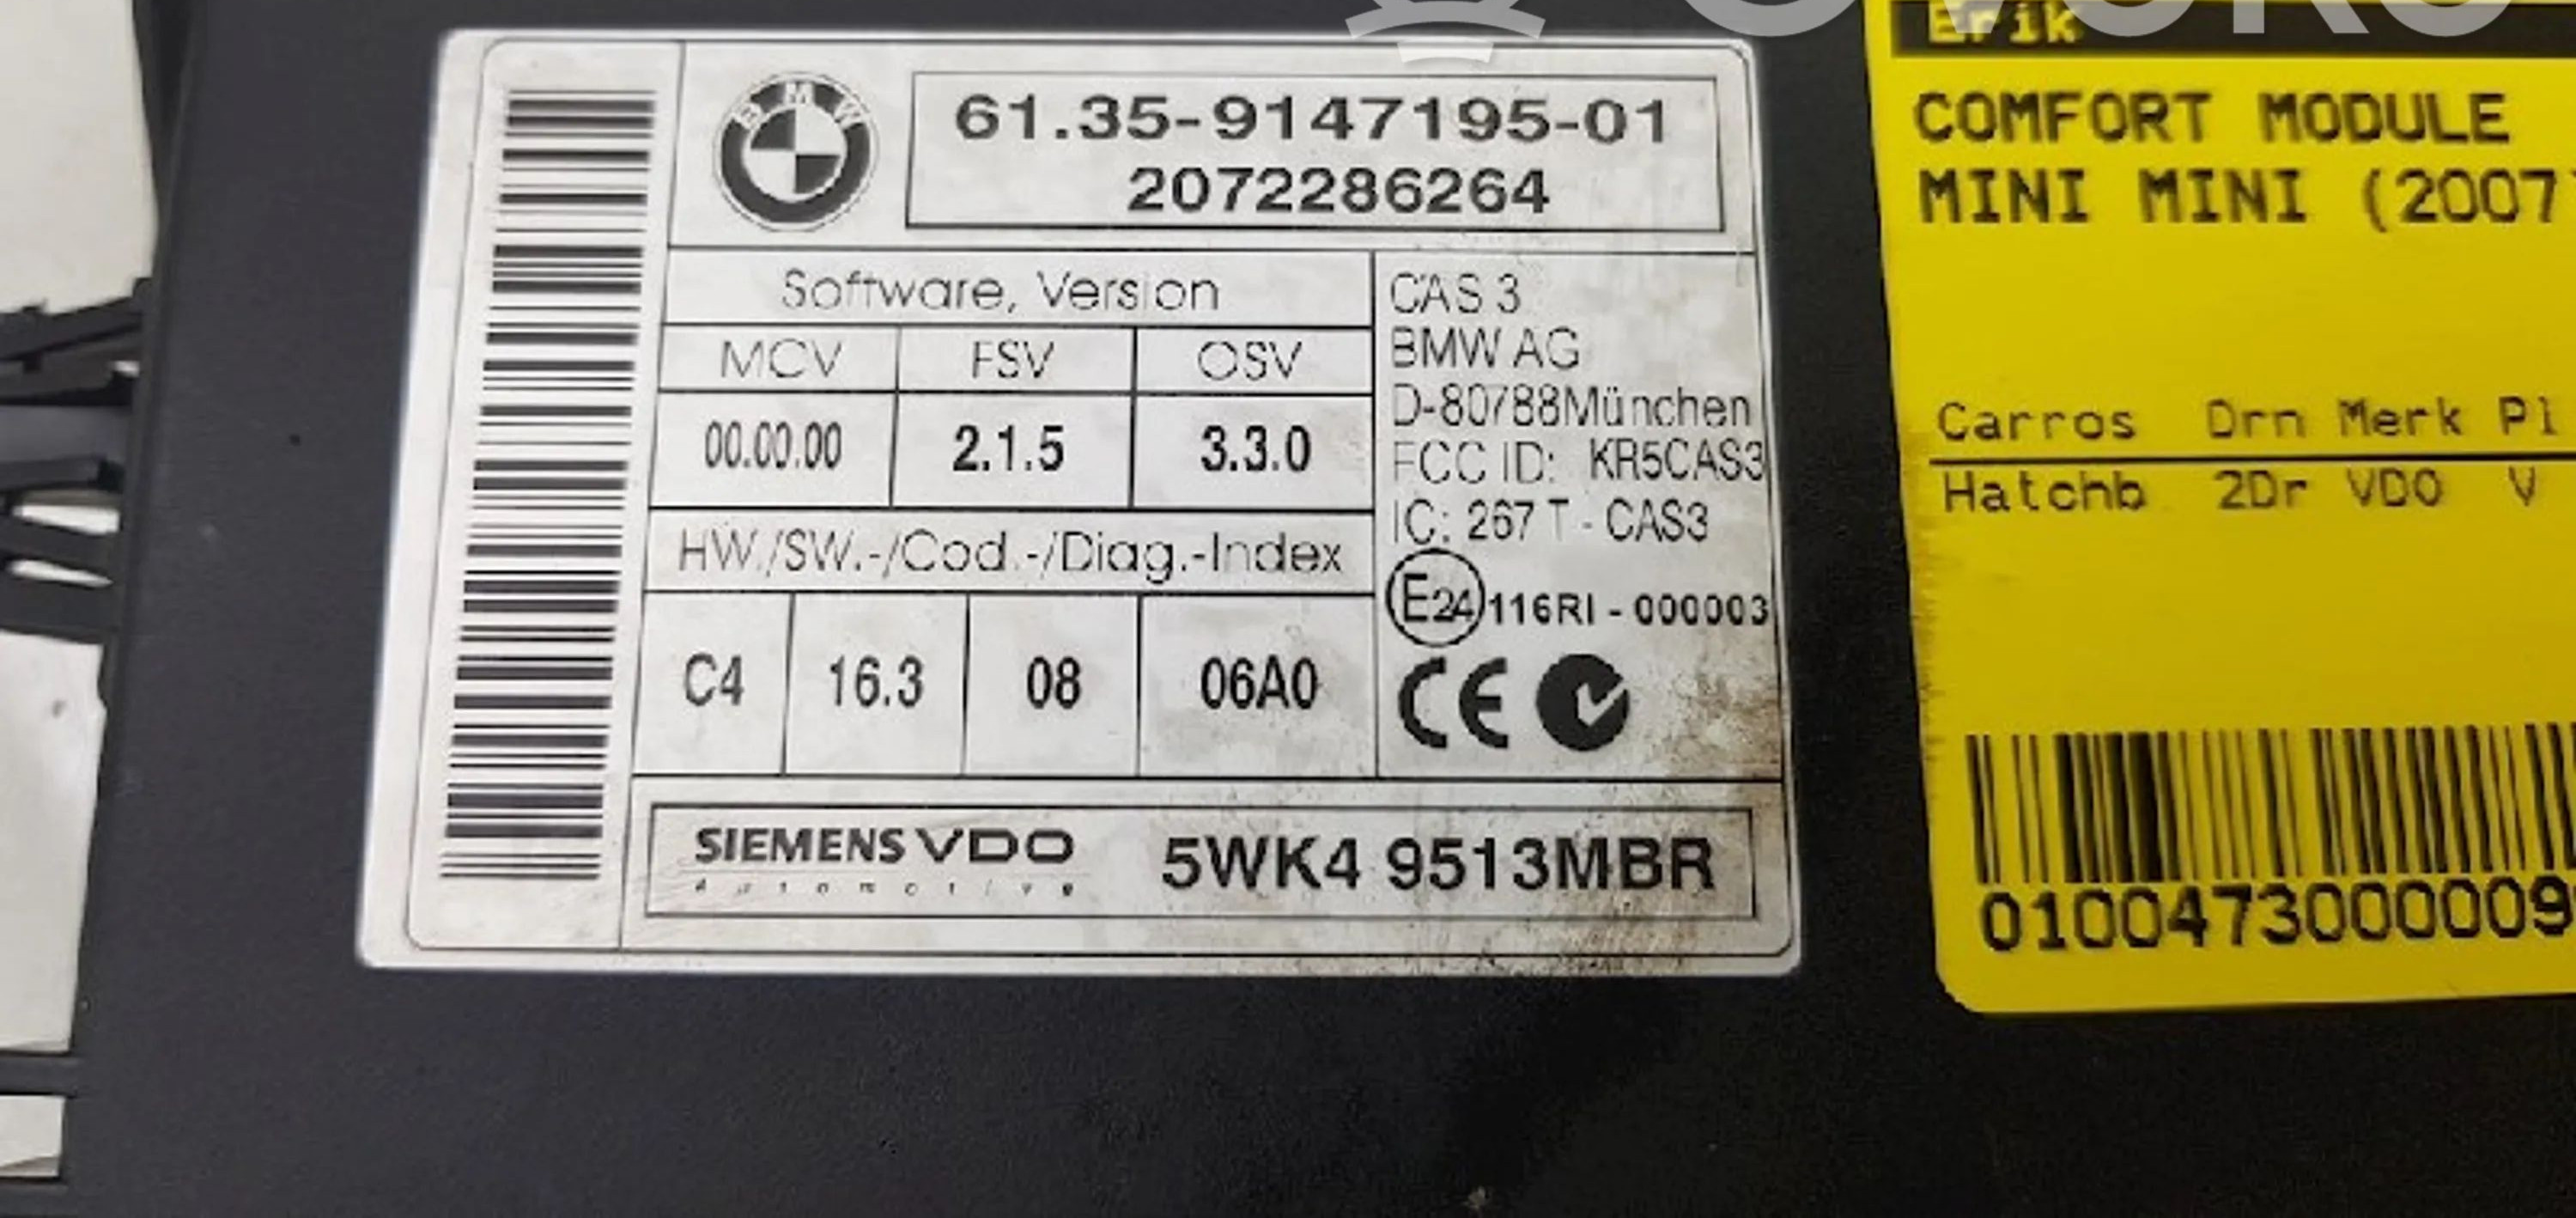 BMW
61.35-9147195-01
2072286264
Software, Version
MCV FSV OSV
00.00.00 2.1.5 3.3.0
HW./SW.-/Cod.-/Diag.-Index
C4 16.3 08 06A0
CAS 3
BMW AG
D-80788München
FCC ID: KR5CAS3
IC: 267 T - CAS3
E24 116RI - 000003
CE
SIEMENS VDO
Automotive
5WK4 9513MBR
Erik
COMFORT MODULE
MINI MINI (2007
Carros Drn Merk Pl
Hatchb 2Dr VDO V
0100473000009